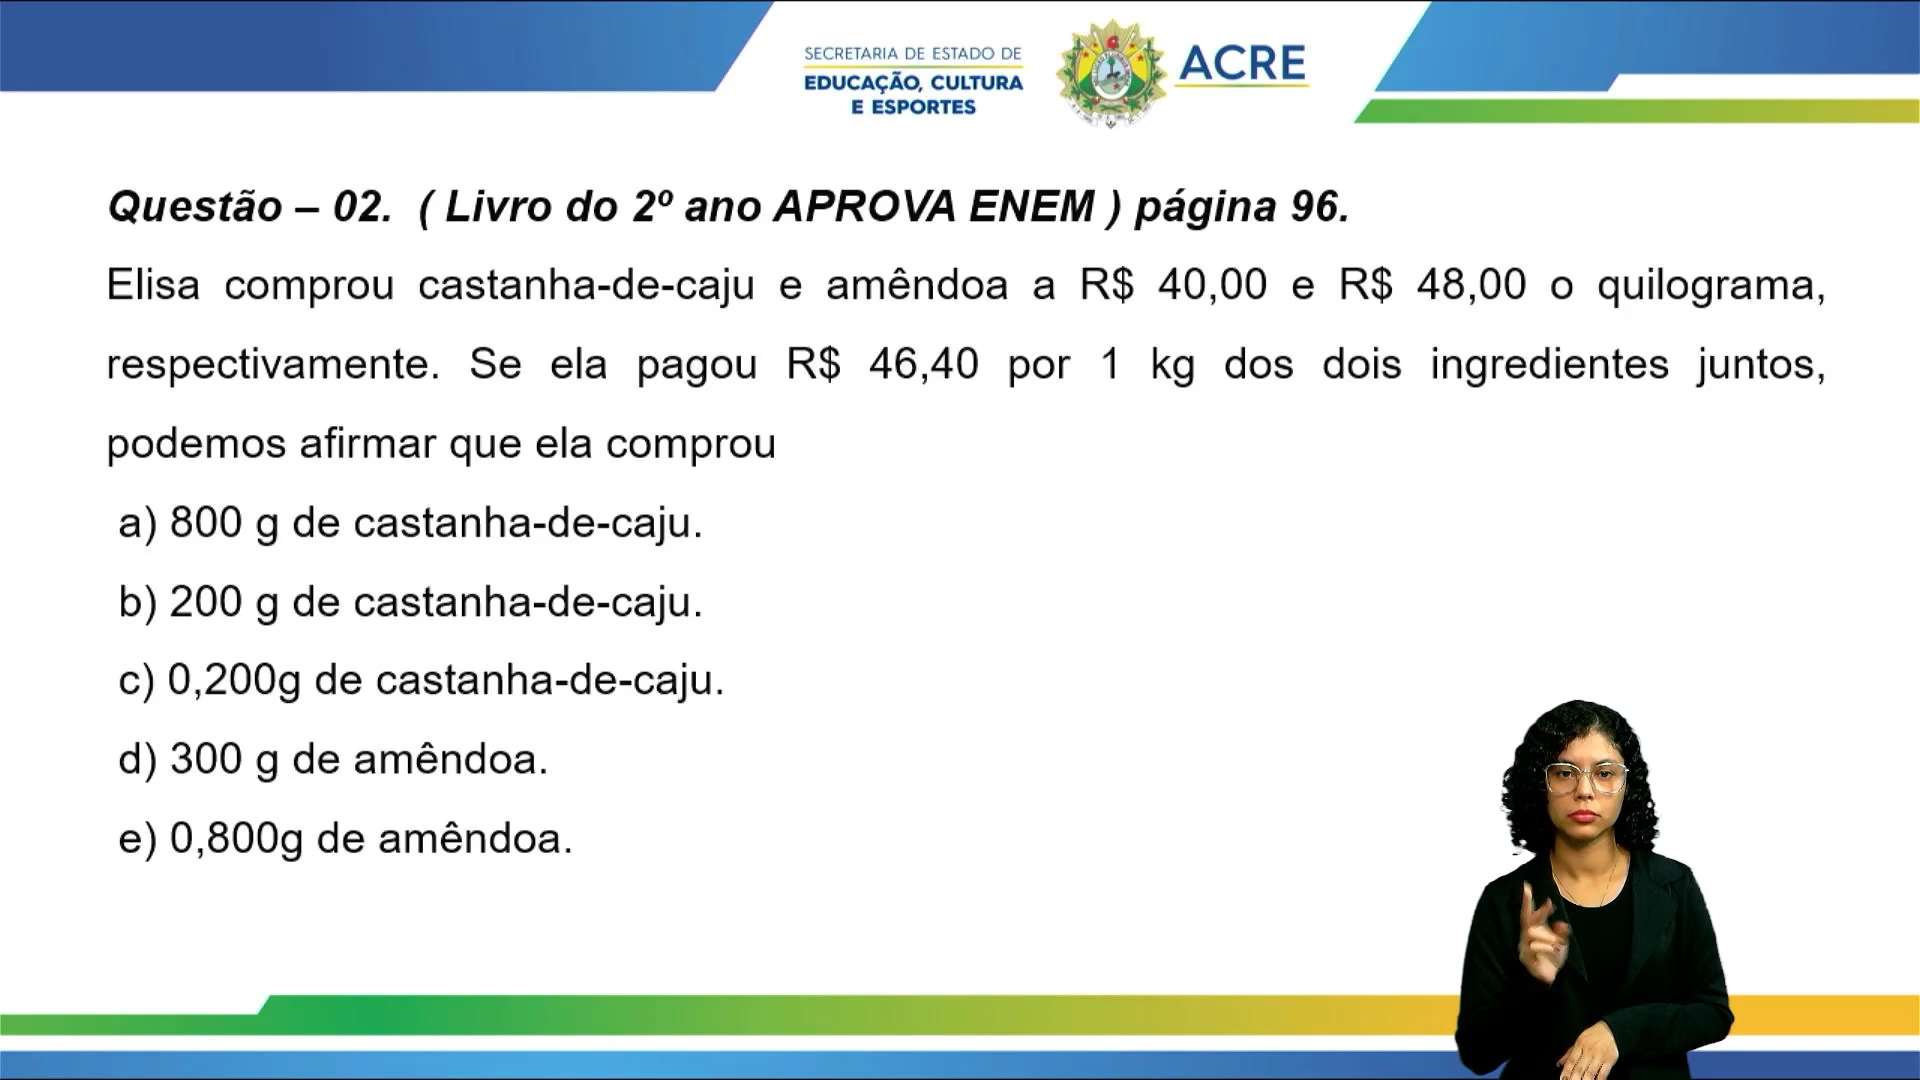 SECRETARIA DE ESTADO DE
EDUCAÇÃO, CULTURA
E ESPORTES
ACRE
Questão – 02. ( Livro do 2º ano APROVA ENEM ) página 96.
Elisa comprou castanha-de-caju e amêndoa a R$ 40,00 e R$ 48,00 o quilograma,
respectivamente. Se ela pagou R$ 46,40 por 1 kg dos dois ingredientes juntos,
podemos afirmar que ela comprou
a) 800 g de castanha-de-caju.
b) 200 g de castanha-de-caju.
c) 0,200g de castanha-de-caju.
d) 300 g de amêndoa.
e) 0,800g de amêndoa.